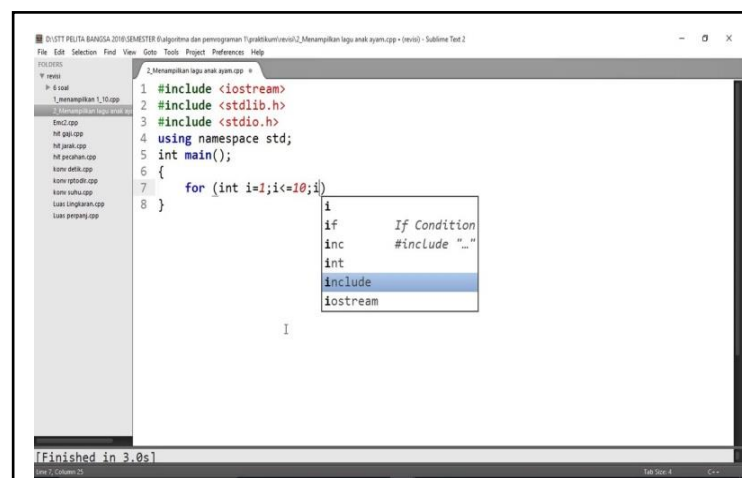 D:\STT PELITA BANGSA 2016\SEMESTER 6\algoritma dan pemrograman 1\praktikum\revisi\2_Menampilkan lagu anak ayam.cpp • (revisi) - Sublime Text 2
File Edit Selection Find View Goto Tools Project Preferences Help
FOLDERS
revisi
6 soal
1_menampilkan 1_10.cpp
2_Menampilkan lagu anak ay
Emc2.cpp
hit gaji.cpp
hit jarak.cpp
hit pecahan.cpp
konv detik.cpp
konv rptodlr.cpp
konv suhu.cpp
Luas Lingkaran.cpp
Luas perpanj.cpp
2_Menampilkan lagu anak ayam.cpp
1 #include <iostream>
2 #include <stdlib.h>
3 #include <stdio.h>
4 using namespace std;
5 int main();
6 {
7 for (int i=1;i<=10;i)
8 }
i
if If Condition
inc #include "…"
int
include
iostream
[Finished in 3.0s]
Line 7, Column 25 Tab Size: 4 C++